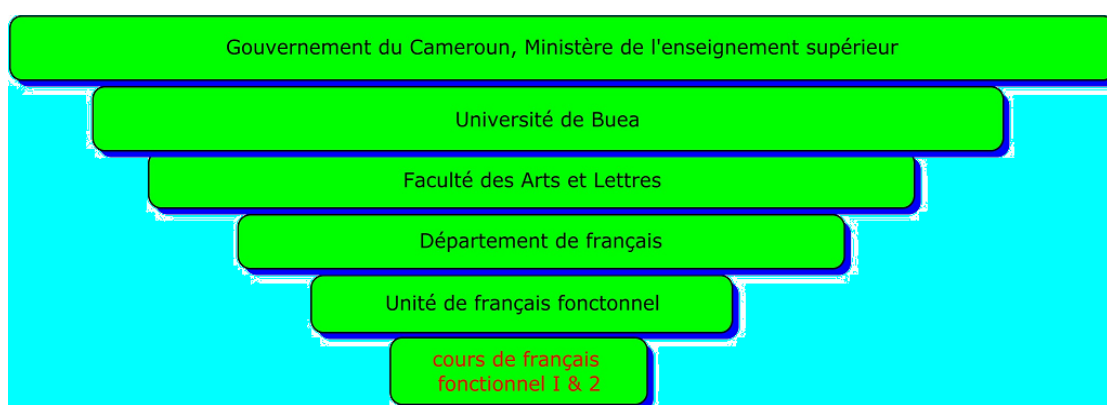 Gouvernement du Cameroun, Ministère de l'enseignement supérieur
Université de Buea
Faculté des Arts et Lettres
Département de français
Unité de français fonctonnel
cours de français
fonctionnel I & 2